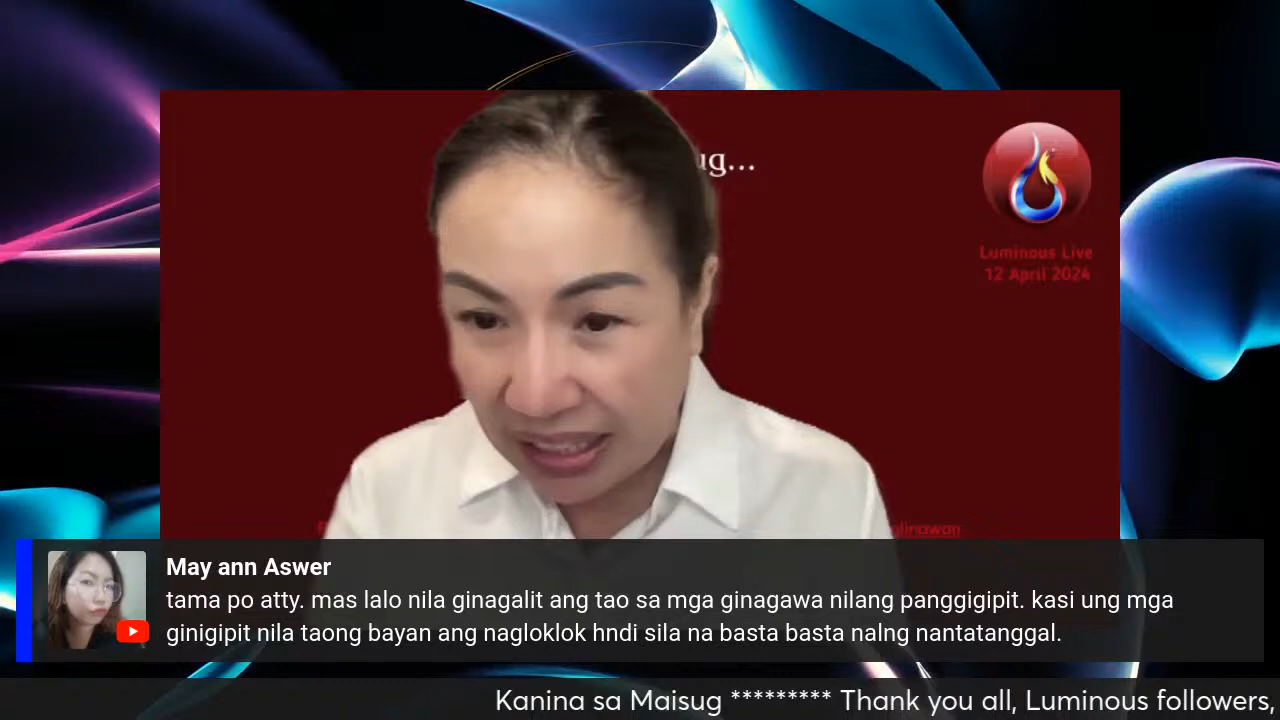 ug...
Luminous Live
12 April 2024
May ann Aswer
tama po atty. mas lalo nila ginagalit ang tao sa mga ginagawa nilang panggigipit. kasi ung mga
ginigipit nila taong bayan ang nagloklok hndi sila na basta basta nalng nantatanggal.
Kanina sa Maisug ********* Thank you all, Luminous followers,